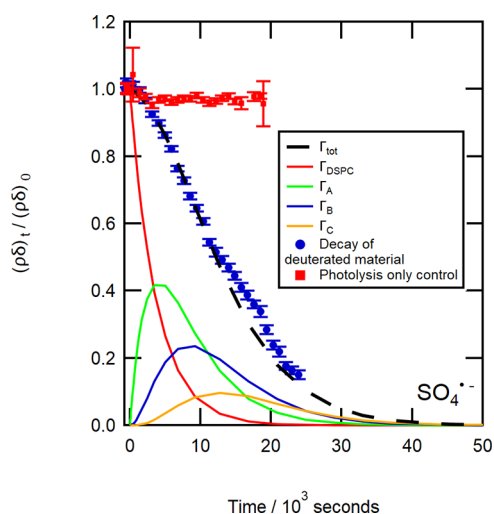 1.2
1.0
0.8
0.6
0.4
0.2
0.0
(ρδ)t / (ρδ)0
Γtot
ΓDSPC
ΓA
ΓB
ΓC
Decay of
deuterated material
Photolysis only control
SO4•-
0 10 20 30 40 50
Time / 10³ seconds